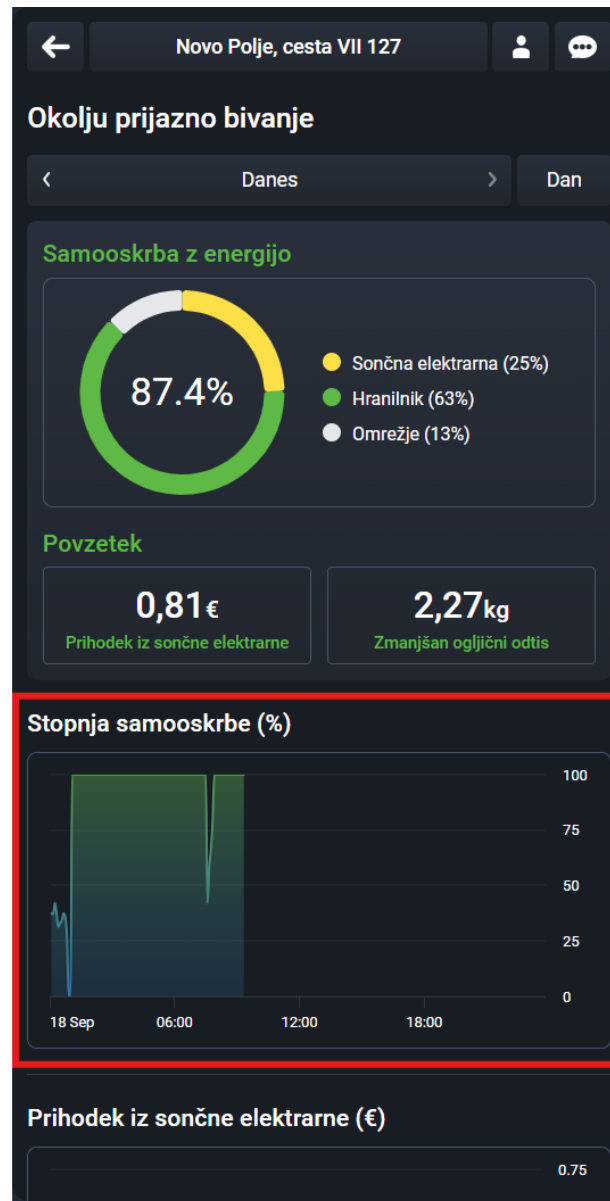 Novo Polje, cesta VII 127
Okolju prijazno bivanje
Danes
Dan
Samooskrba z energijo
87.4%
Sončna elektrarna (25%)
Hranilnik (63%)
Omrežje (13%)
Povzetek
0,81€
Prihodek iz sončne elektrarne
2,27kg
Zmanjšan ogljični odtis
Stopnja samooskrbe (%)
100
75
50
25
0
18 Sep 06:00 12:00 18:00
Prihodek iz sončne elektrarne (€)
0.75